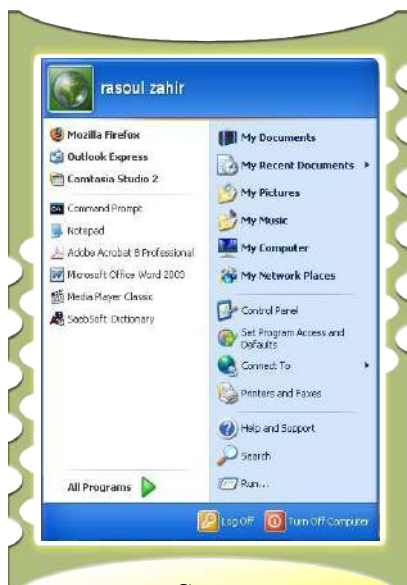 rasoul zahir
Mozilla Firefox
Outlook Express
Camtasia Studio 2
Command Prompt
Notepad
Adobe Acrobat 8 Professional
Microsoft Office Word 2003
Media Player Classic
SaebSoft Dictionary
All Programs
My Documents
My Recent Documents
My Pictures
My Music
My Computer
My Network Places
Control Panel
Set Program Access and
Defaults
Connect To
Printers and Faxes
Help and Support
Search
Run...
Log Off
Turn Off Computer